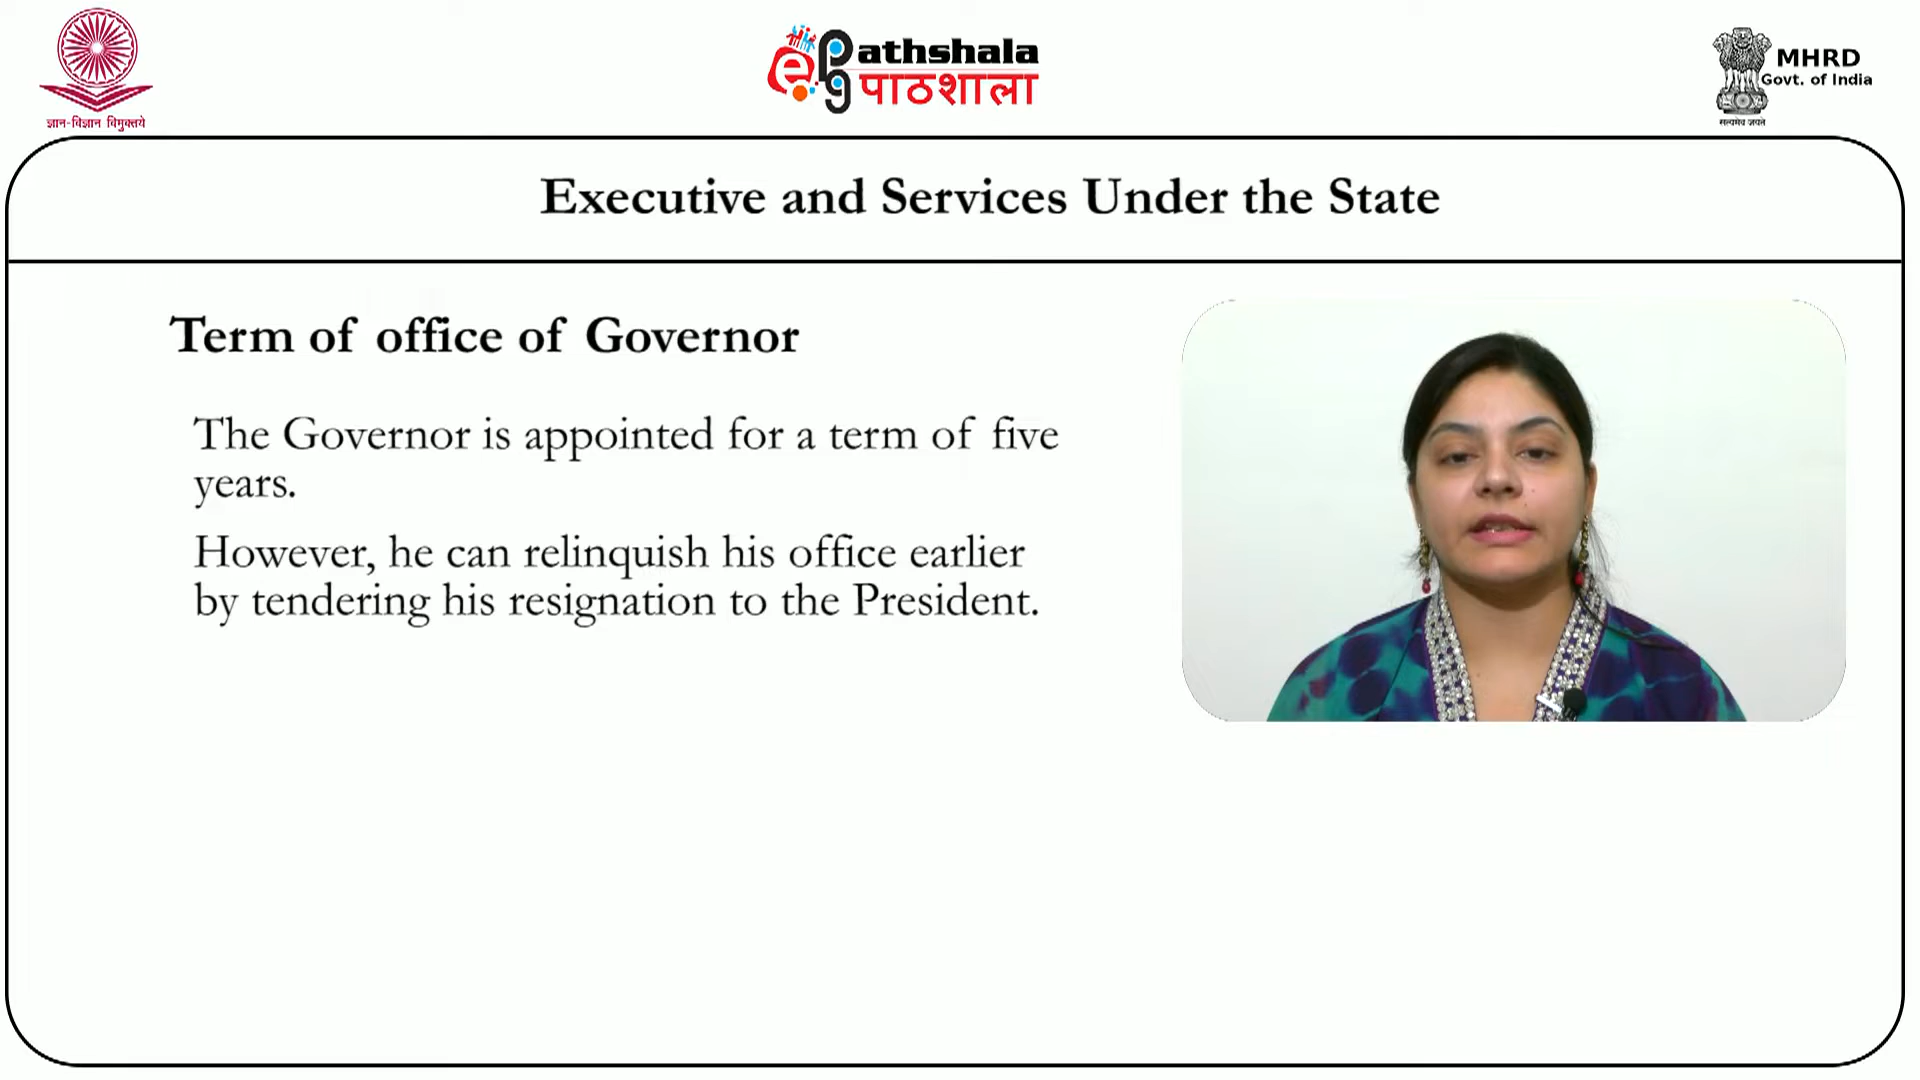 ज्ञान-विज्ञान विमुक्तये
epgathshala
पाठशाला
MHRD
Govt. of India
सत्यमेव जयते
Executive and Services Under the State
Term of office of Governor
The Governor is appointed for a term of five
years.
However, he can relinquish his office earlier
by tendering his resignation to the President.